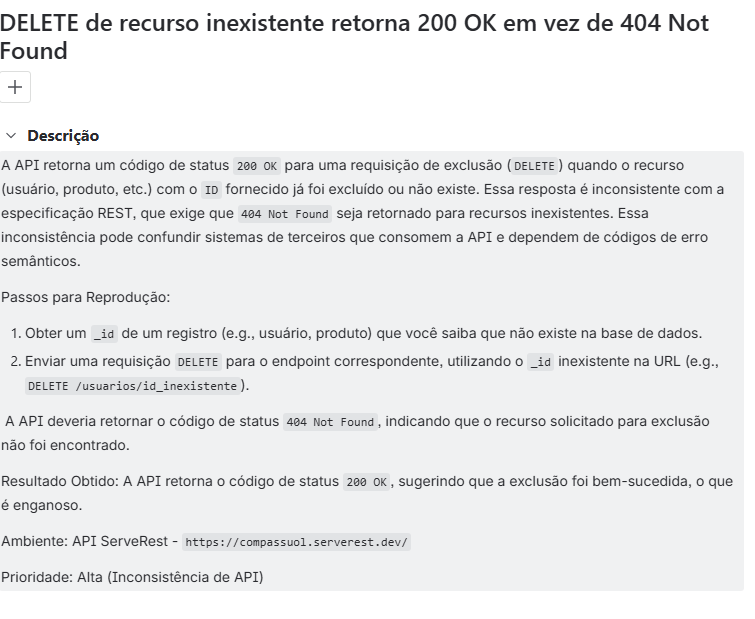 DELETE de recurso inexistente retorna 200 OK em vez de 404 Not
Found
Descrição
A API retorna um código de status 200 OK para uma requisição de exclusão (DELETE) quando o recurso
(usuário, produto, etc.) com o ID fornecido já foi excluído ou não existe. Essa resposta é inconsistente com a
especificação REST, que exige que 404 Not Found seja retornado para recursos inexistentes. Essa
inconsistência pode confundir sistemas de terceiros que consomem a API e dependem de códigos de erro
semânticos.
Passos para Reprodução:
1. Obter um _id de um registro (e.g., usuário, produto) que você saiba que não existe na base de dados.
2. Enviar uma requisição DELETE para o endpoint correspondente, utilizando o _id inexistente na URL (e.g.,
DELETE /usuarios/id_inexistente).
A API deveria retornar o código de status 404 Not Found, indicando que o recurso solicitado para exclusão
não foi encontrado.
Resultado Obtido: A API retorna o código de status 200 OK, sugerindo que a exclusão foi bem-sucedida, o que
é enganoso.
Ambiente: API ServeRest - https://compassuol.serverest.dev/
Prioridade: Alta (Inconsistência de API)